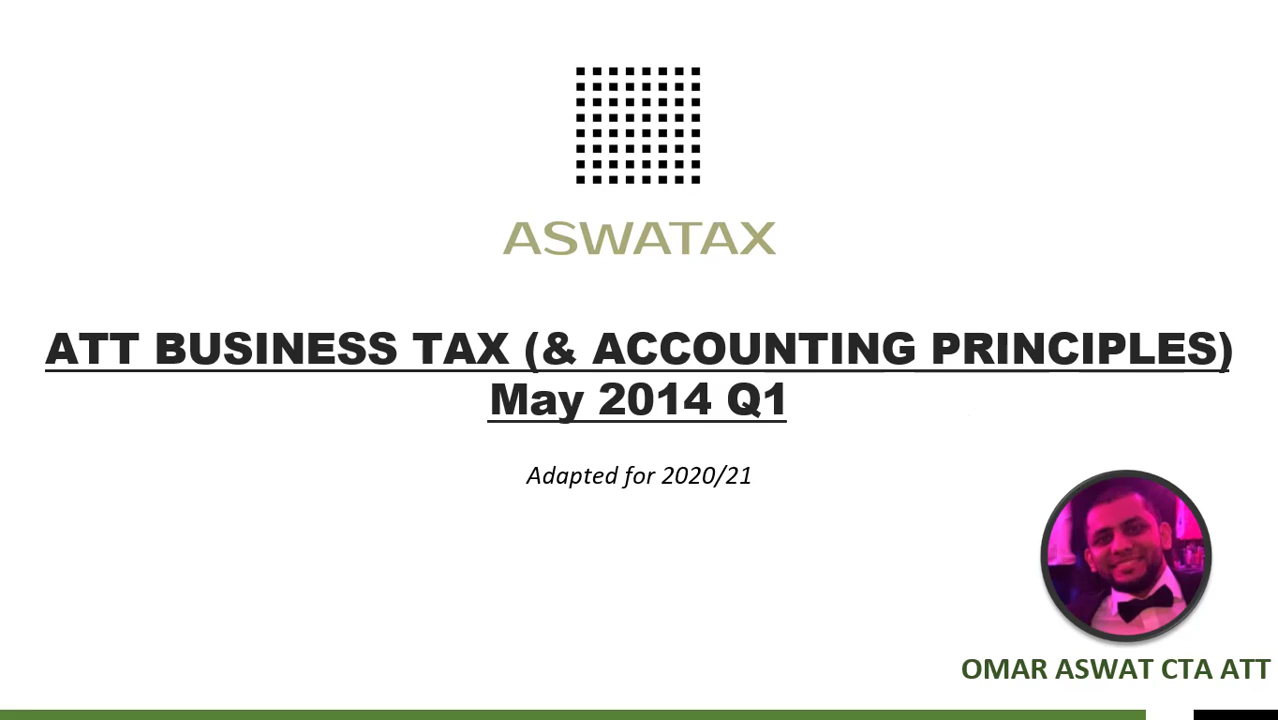 ASWATAX
ATT BUSINESS TAX (& ACCOUNTING PRINCIPLES)
May 2014 Q1
Adapted for 2020/21
OMAR ASWAT CTA ATT